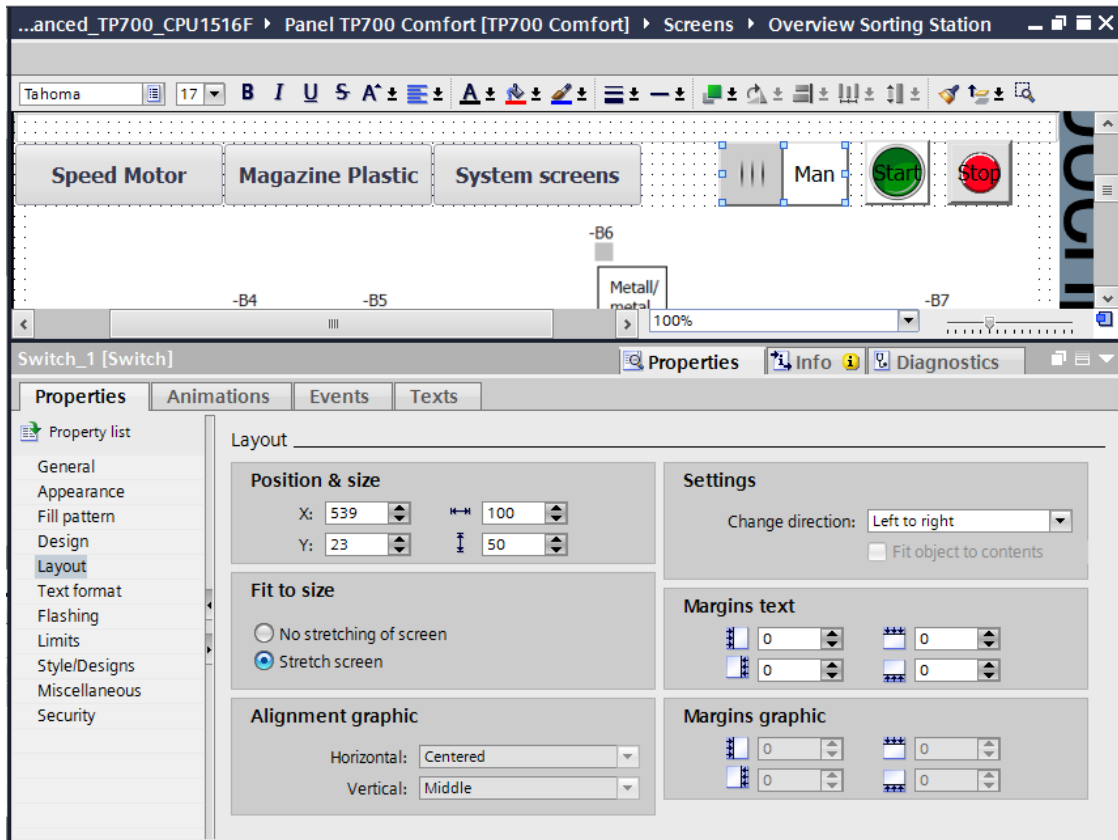 ...anced_TP700_CPU1516F ▸ Panel TP700 Comfort [TP700 Comfort] ▸ Screens ▸ Overview Sorting Station
Tahoma 17 B I U S A A
Speed Motor Magazine Plastic System screens Man Start Stop
-B6
Metall/
metal
-B4 -B5 -B7
100%
Switch_1 [Switch] Properties Info Diagnostics
Properties Animations Events Texts
Property list
Layout
General
Appearance
Fill pattern
Design
Layout
Text format
Flashing
Limits
Style/Designs
Miscellaneous
Security
Position & size
X: 539 100
Y: 23 50
Fit to size
No stretching of screen
Stretch screen
Alignment graphic
Horizontal: Centered
Vertical: Middle
Settings
Change direction: Left to right
Fit object to contents
Margins text
0 0
0 0
Margins graphic
0 0
0 0